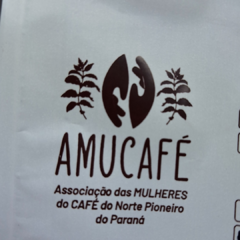 AMUCAFÉ
Associação das MULHERES
do CAFÉ do Norte Pioneiro
do Paraná